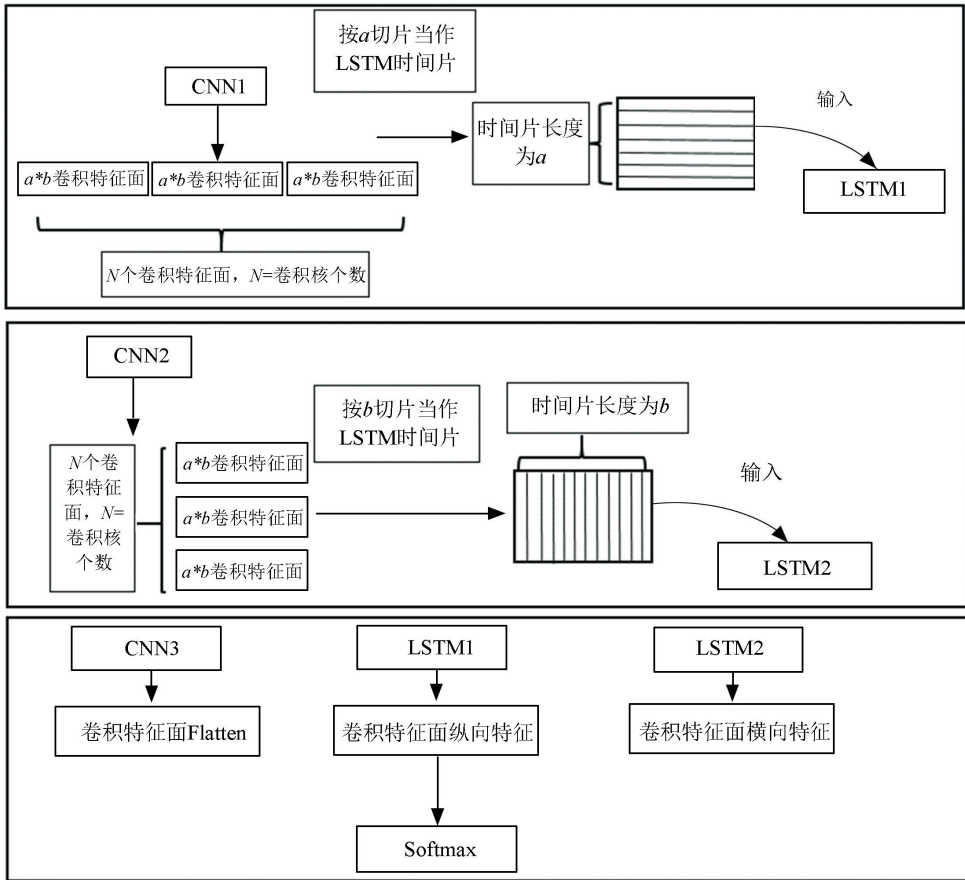 按a切片当作
LSTM时间片
CNN1
输入
时间片长度
为a
a*b卷积特征面
a*b卷积特征面
a*b卷积特征面
LSTM1
N个卷积特征面，N=卷积核个数
CNN2
按b切片当作
LSTM时间片
时间片长度为b
N个卷
积特征
面，N=
卷积核
个数
a*b卷积特征面
a*b卷积特征面
a*b卷积特征面
输入
LSTM2
CNN3
LSTM1
LSTM2
卷积特征面Flatten
卷积特征面纵向特征
卷积特征面横向特征
Softmax